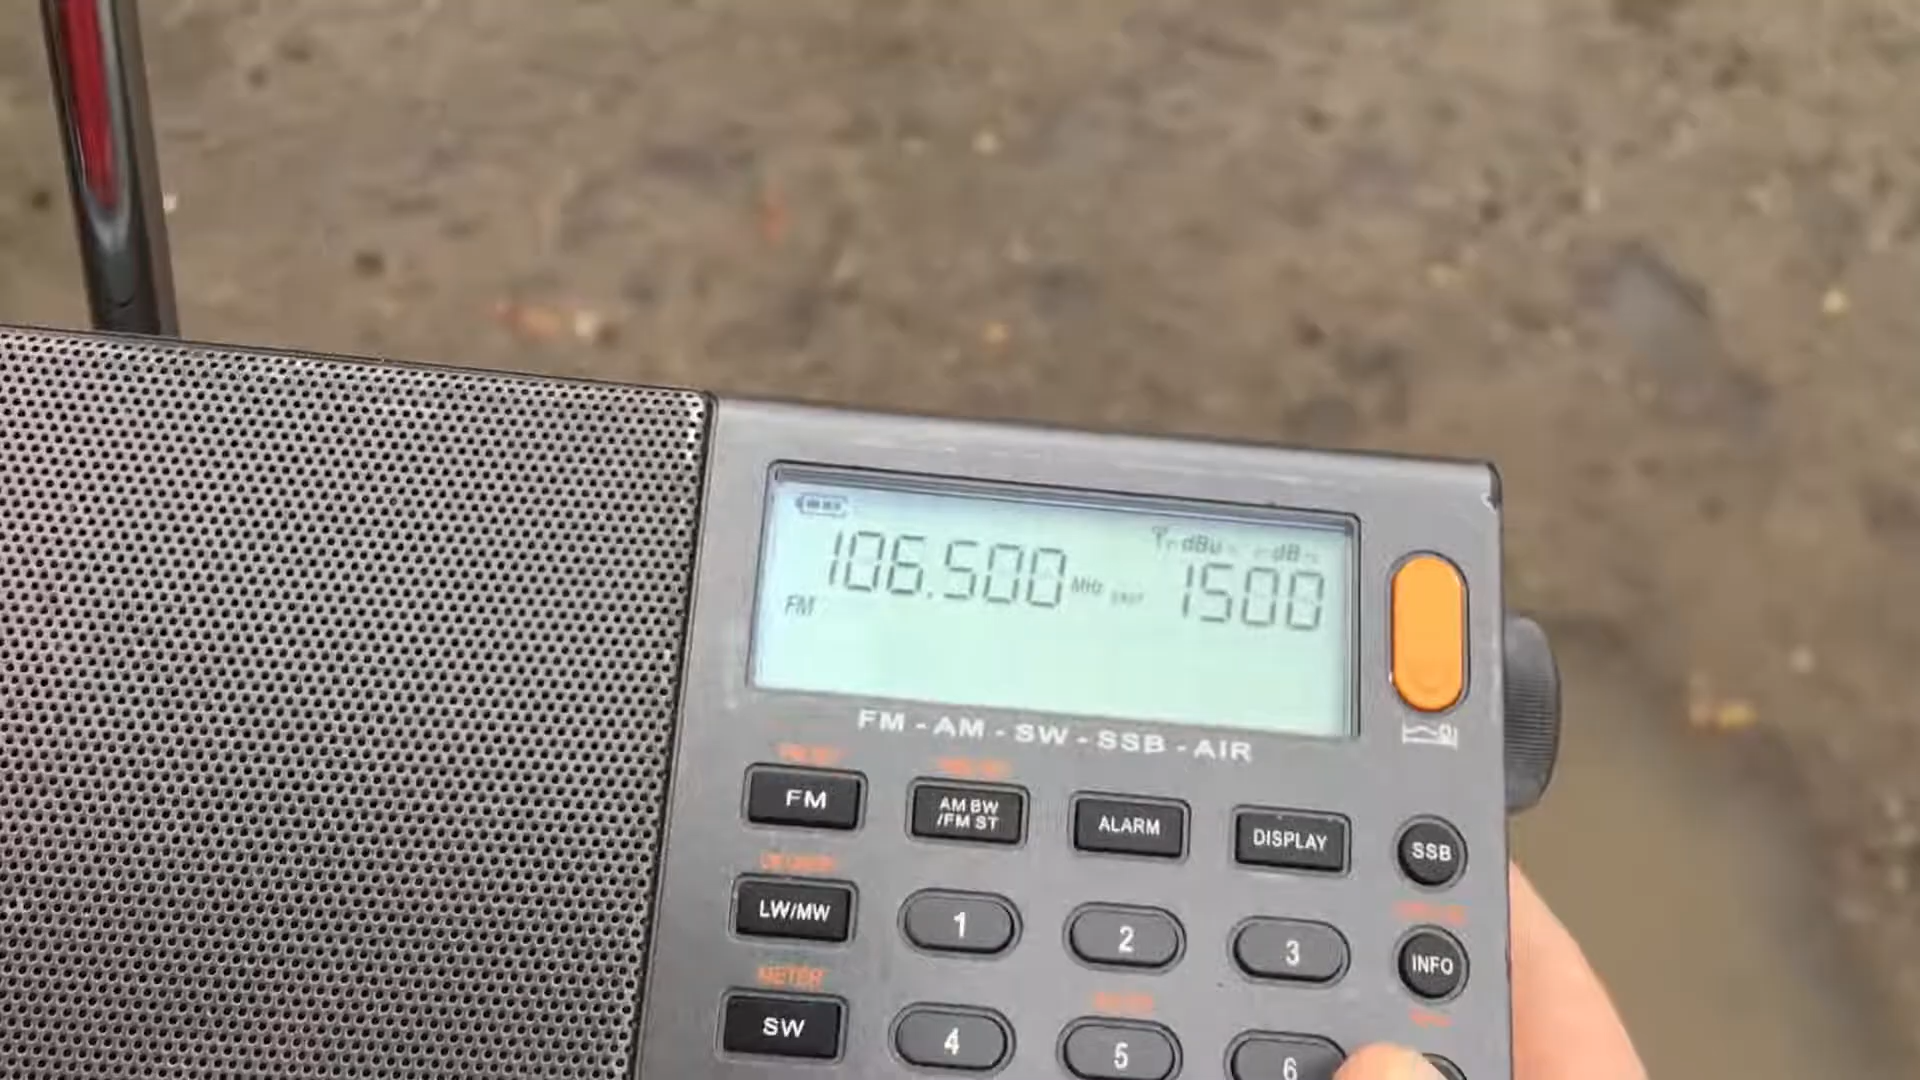 dBu dB
106.500 MHz 1500
FM
FM - AM - SW - SSB - AIR
FM
AM BW
/FM ST
ALARM
DISPLAY
SSB
LW/MW
1
2
3
INFO
METER
SW
4
5
6